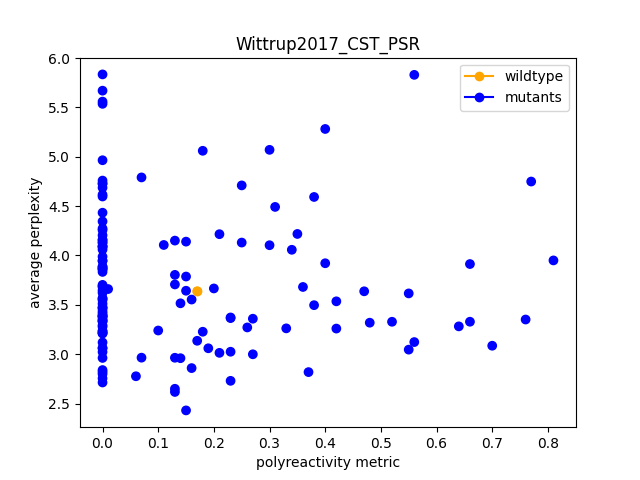 Wittrup2017_CST_PSR
wildtype
mutants
average perplexity
6.0
5.5
5.0
4.5
4.0
3.5
3.0
2.5
0.0 0.1 0.2 0.3 0.4 0.5 0.6 0.7 0.8
polyreactivity metric